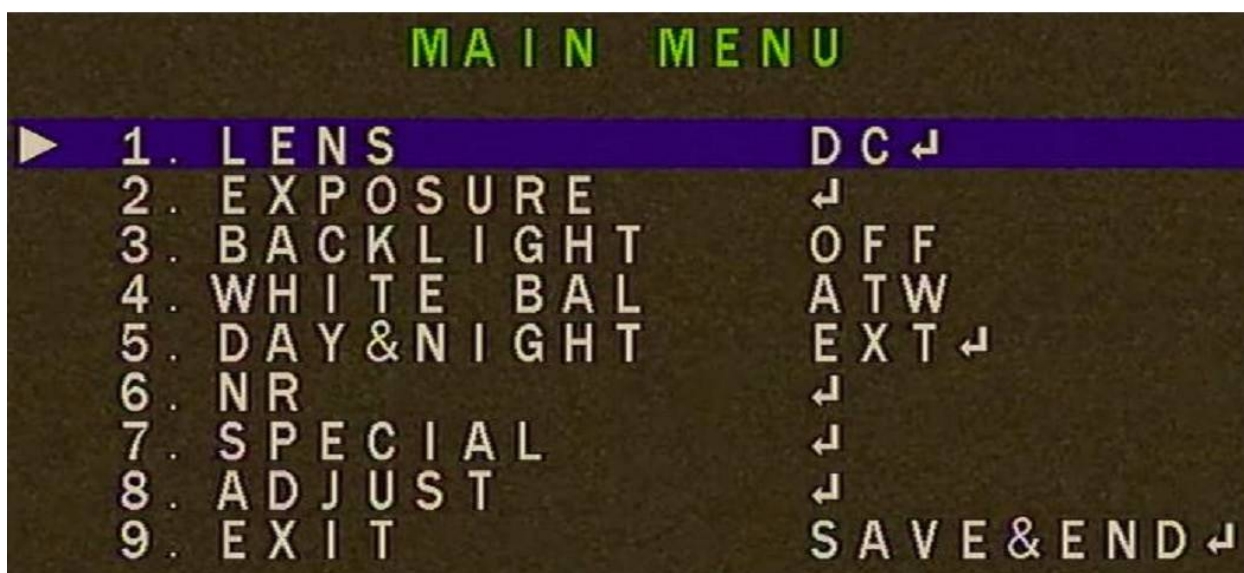 MAIN MENU
▶ 1. LENS DC↵
2. EXPOSURE ↵
3. BACKLIGHT OFF
4. WHITE BAL ATW
5. DAY&NIGHT EXT↵
6. NR ↵
7. SPECIAL ↵
8. ADJUST ↵
9. EXIT SAVE&END↵